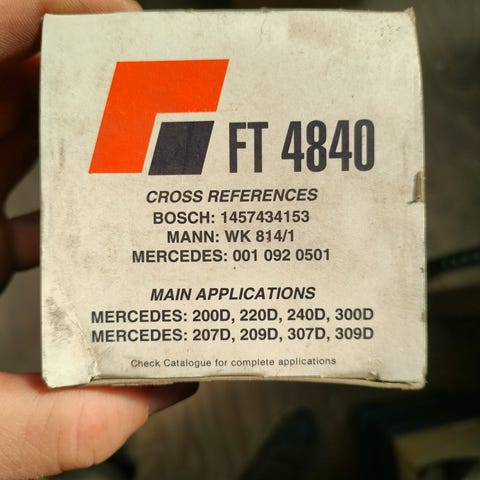 FT 4840
CROSS REFERENCES
BOSCH: 1457434153
MANN: WK 814/1
MERCEDES: 001 092 0501
MAIN APPLICATIONS
MERCEDES: 200D, 220D, 240D, 300D
MERCEDES: 207D, 209D, 307D, 309D
Check Catalogue for complete applications